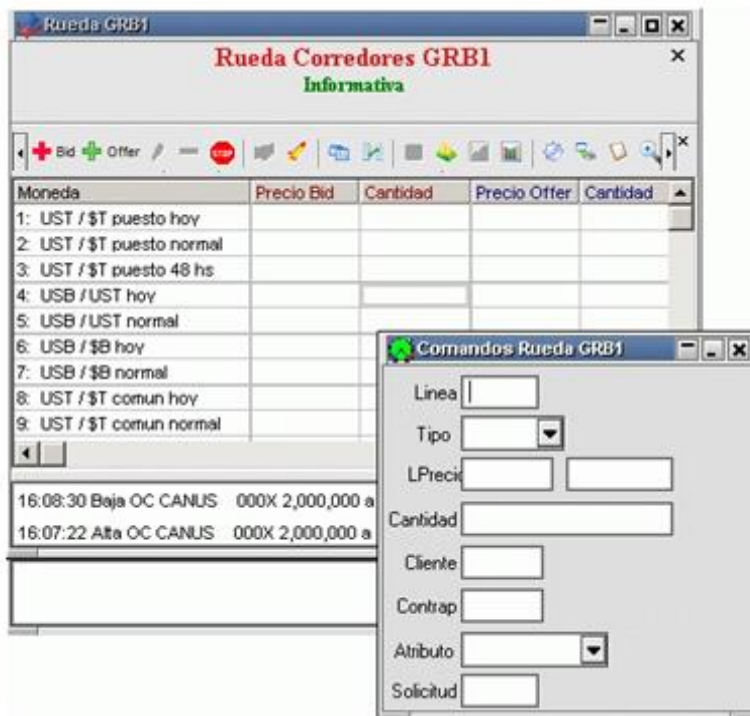 Rueda GRB1
Rueda Corredores GRB1
Informativa
Bid Offer STOP
Moneda Precio Bid Cantidad Precio Offer Cantidad
1: UST / $T puesto hoy
2: UST / $T puesto normal
3: UST / $T puesto 48 hs
4: USB / UST hoy
5: USB / UST normal
6: USB / $B hoy
7: USB / $B normal
8: UST / $T comun hoy
9: UST / $T comun normal
16:08:30 Baja OC CANUS 000X 2,000,000 a
16:07:22 Alta OC CANUS 000X 2,000,000 a
Comandos Rueda GRB1
Linea
Tipo
LPrecio
Cantidad
Cliente
Contrap
Atributo
Solicitud